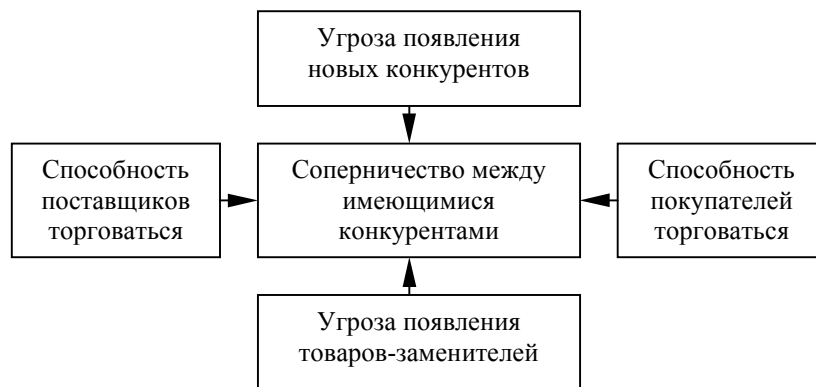 Угроза появления
новых конкурентов
Способность
поставщиков
торговаться
Соперничество между
имеющимися
конкурентами
Способность
покупателей
торговаться
Угроза появления
товаров-заменителей